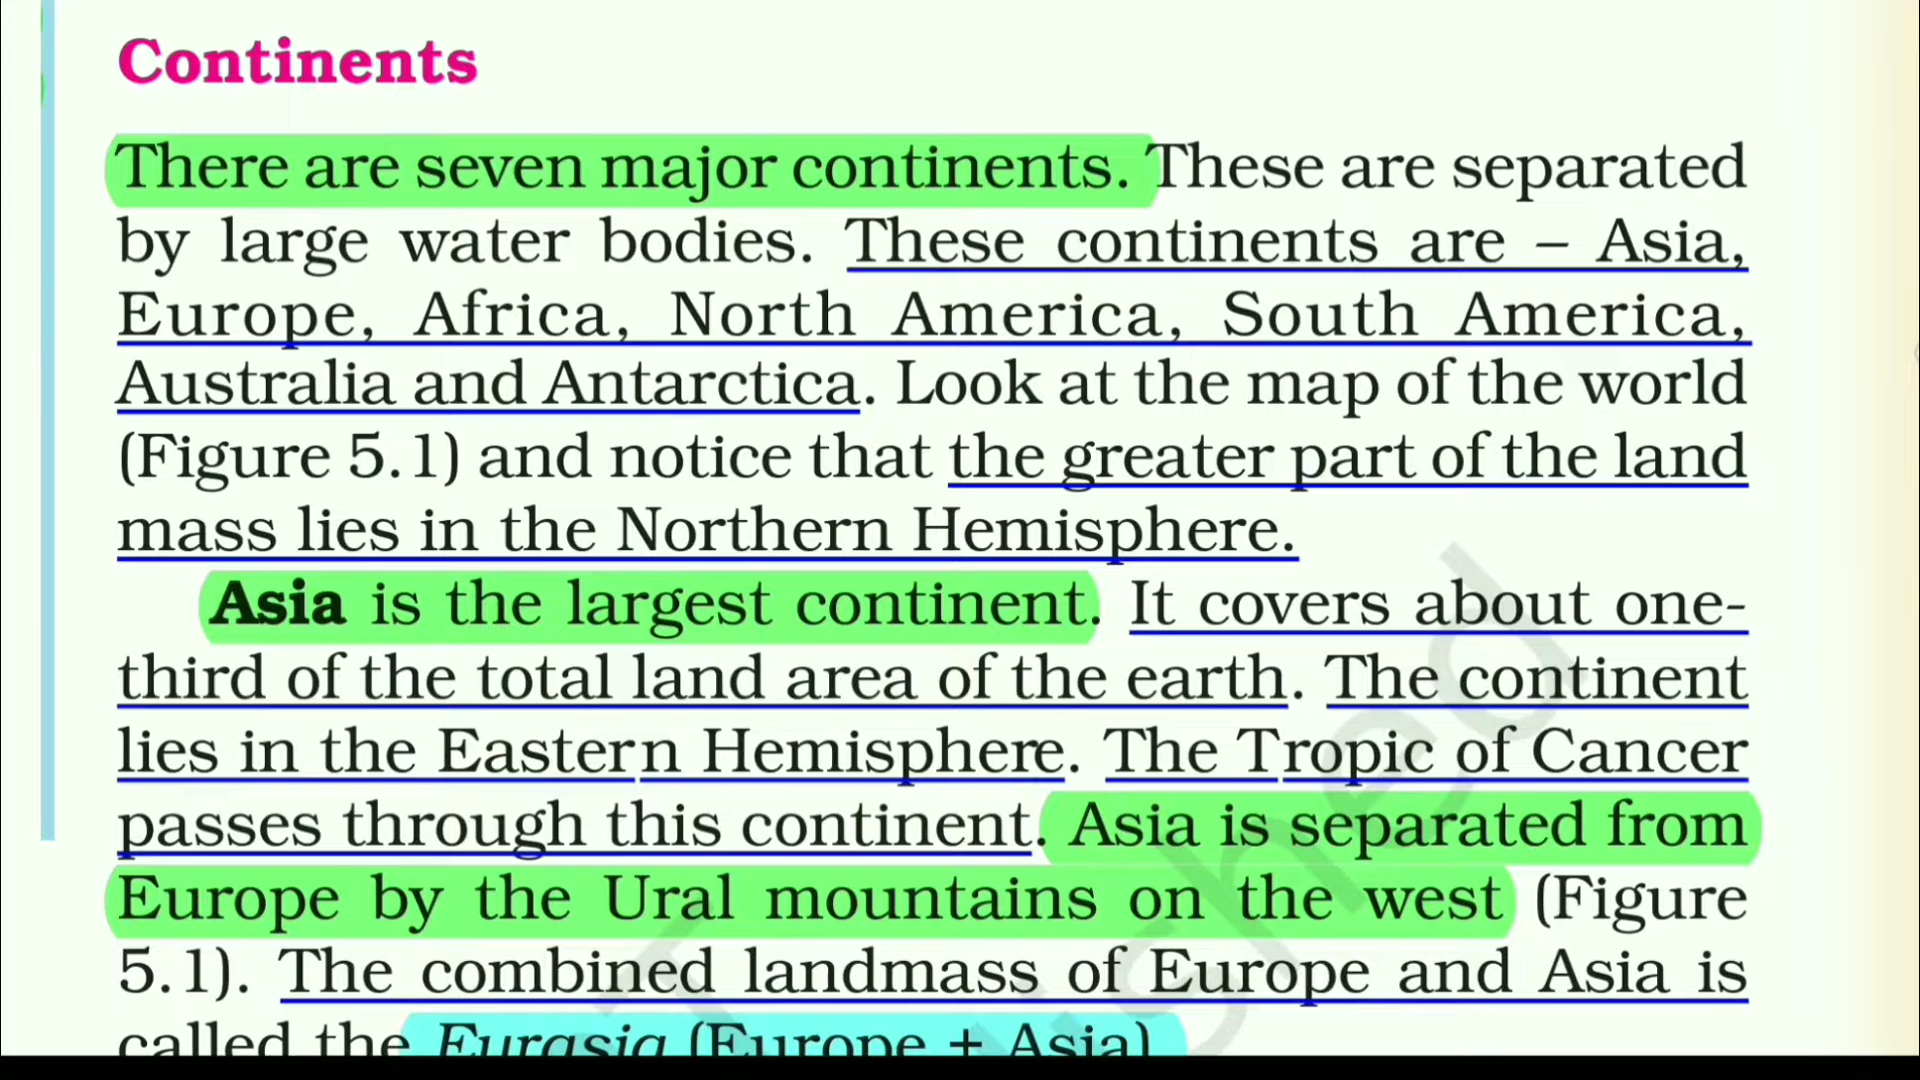 Continents
There are seven major continents. These are separated
by large water bodies. These continents are – Asia,
Europe, Africa, North America, South America,
Australia and Antarctica. Look at the map of the world
(Figure 5.1) and notice that the greater part of the land
mass lies in the Northern Hemisphere.
Asia is the largest continent. It covers about one-
third of the total land area of the earth. The continent
lies in the Eastern Hemisphere. The Tropic of Cancer
passes through this continent. Asia is separated from
Europe by the Ural mountains on the west (Figure
5.1). The combined landmass of Europe and Asia is
called the Eurasia (Europe + Asia)